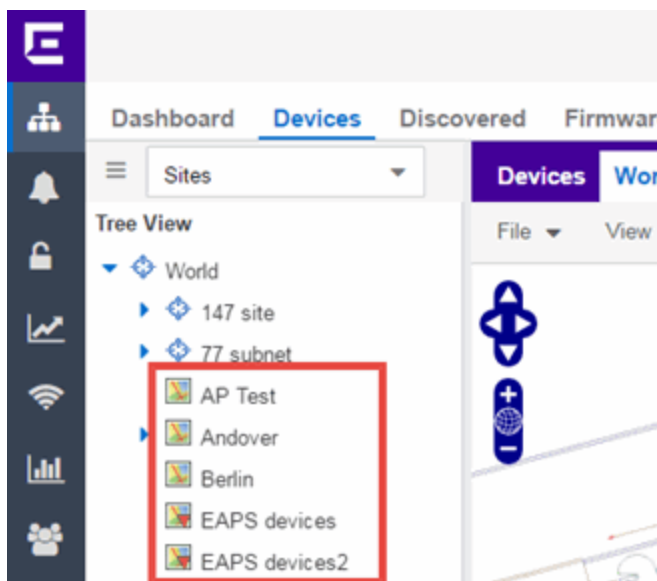 Dashboard Devices Discovered Firmwar
Sites
Devices Wor
Tree View
File View
World
147 site
77 subnet
AP Test
Andover
Berlin
EAPS devices
EAPS devices2